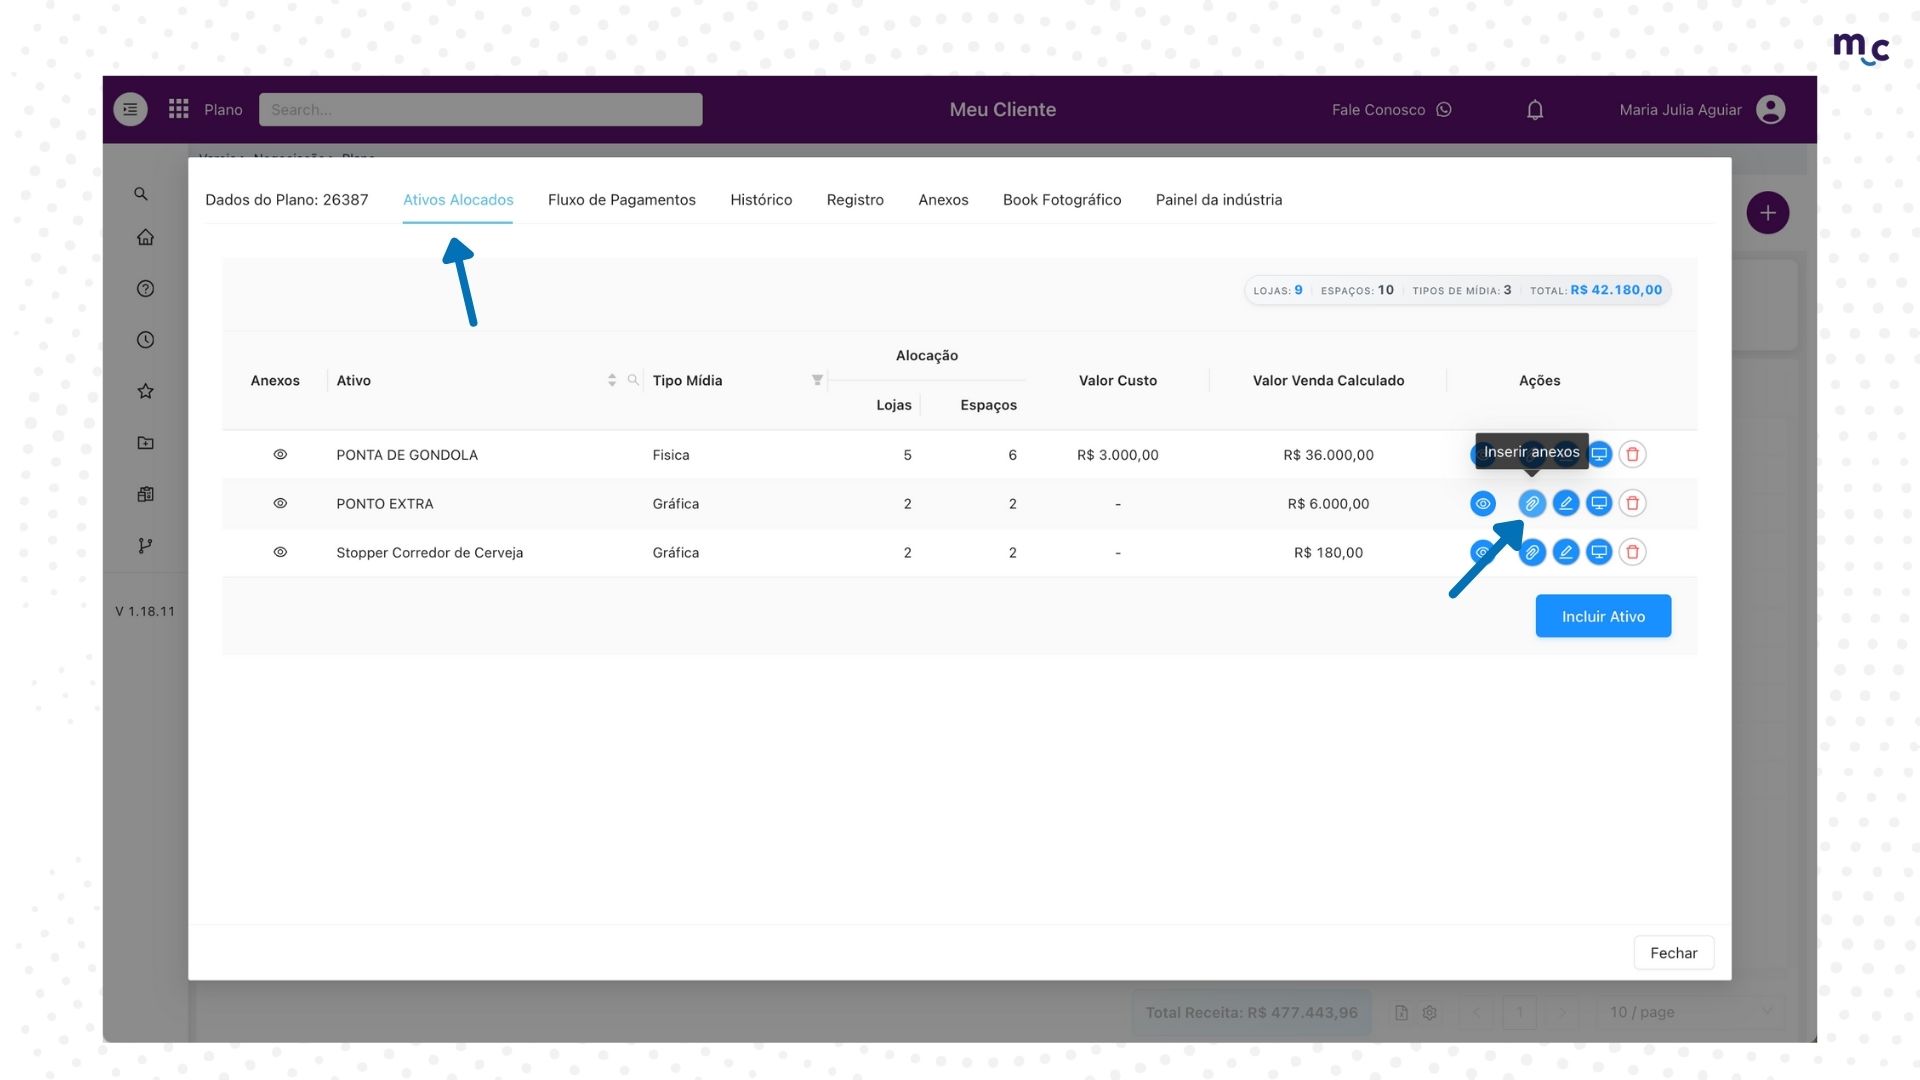 mc
Plano
Search...
Meu Cliente
Fale Conosco
Maria Julia Aguiar
Dados do Plano: 26387
Ativos Alocados
Fluxo de Pagamentos
Histórico
Registro
Anexos
Book Fotográfico
Painel da indústria
LOJAS: 9
ESPAÇOS: 10
TIPOS DE MÍDIA: 3
TOTAL: R$ 42.180,00
Anexos
Ativo
Tipo Mídia
Alocação
Lojas
Espaços
Valor Custo
Valor Venda Calculado
Ações
PONTA DE GONDOLA
Fisica
5
6
R$ 3.000,00
R$ 36.000,00
Inserir anexos
PONTO EXTRA
Gráfica
2
2
-
R$ 6.000,00
Stopper Corredor de Cerveja
Gráfica
2
2
-
R$ 180,00
V 1.18.11
Incluir Ativo
Fechar
Total Receita: R$ 477.443,96
1
10 / page